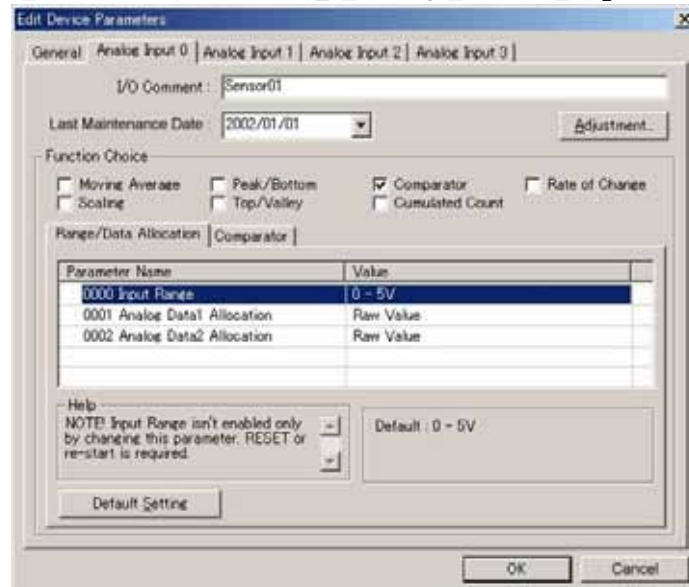 Edit Device Parameters
General Analog Input 0 Analog Input 1 Analog Input 2 Analog Input 3
I/O Comment : Sensor01
Last Maintenance Date : 2002/01/01 Adjustment...
Function Choice
Moving Average Peak/Bottom Comparator Rate of Change
Scaling Top/Valley Cumulated Count
Range/Data Allocation Comparator
Parameter Name Value
0000 Input Range 0 - 5V
0001 Analog Data1 Allocation Raw Value
0002 Analog Data2 Allocation Raw Value
Help
NOTE! Input Range isn't enabled only
by changing this parameter. RESET or
re-start is required.
Default : 0 - 5V
Default Setting
OK Cancel